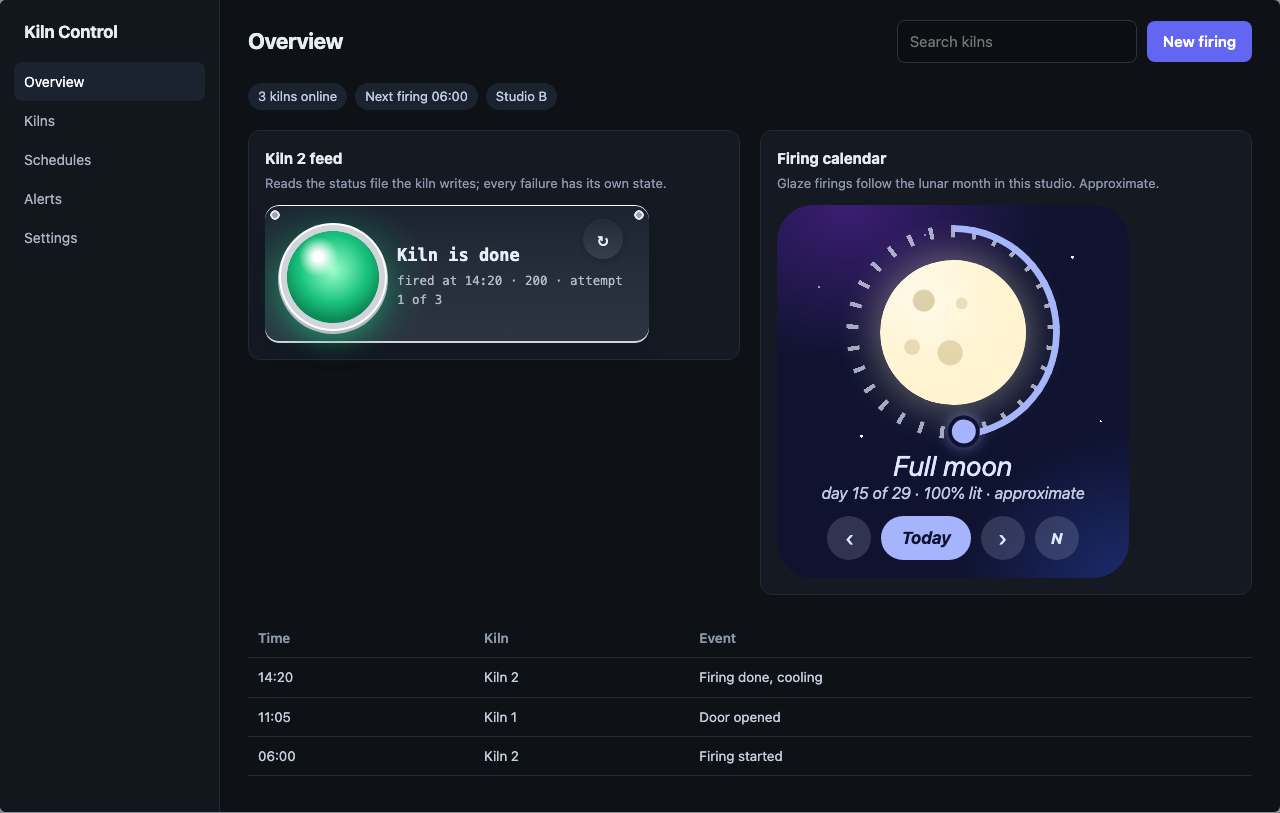 Kiln Control
Overview
Kilns
Schedules
Alerts
Settings
Overview
Search kilns
New firing
3 kilns online
Next firing 06:00
Studio B
Kiln 2 feed
Reads the status file the kiln writes; every failure has its own state.
Kiln is done
↻
fired at 14:20 · 200 · attempt
1 of 3
Firing calendar
Glaze firings follow the lunar month in this studio. Approximate.
Full moon
day 15 of 29 · 100% lit · approximate
‹
Today
›
N
Time Kiln Event
14:20 Kiln 2 Firing done, cooling
11:05 Kiln 1 Door opened
06:00 Kiln 2 Firing started